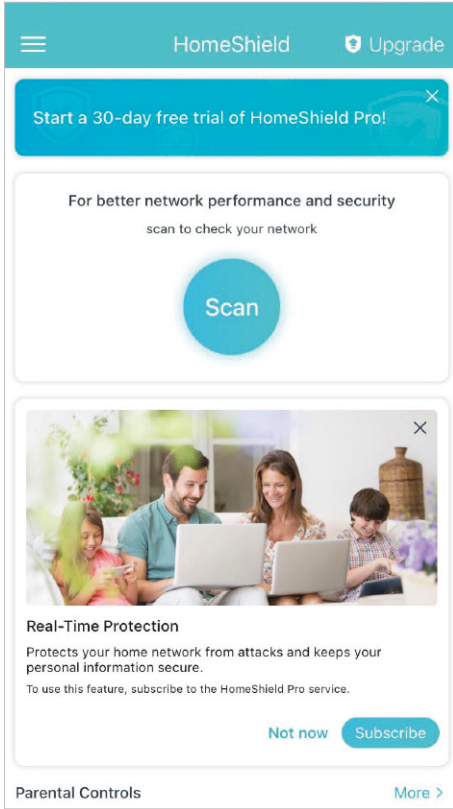 HomeShield
Upgrade
Start a 30-day free trial of HomeShield Pro!
For better network performance and security
scan to check your network
Scan
Real-Time Protection
Protects your home network from attacks and keeps your
personal information secure.
To use this feature, subscribe to the HomeShield Pro service.
Not now
Subscribe
Parental Controls
More >